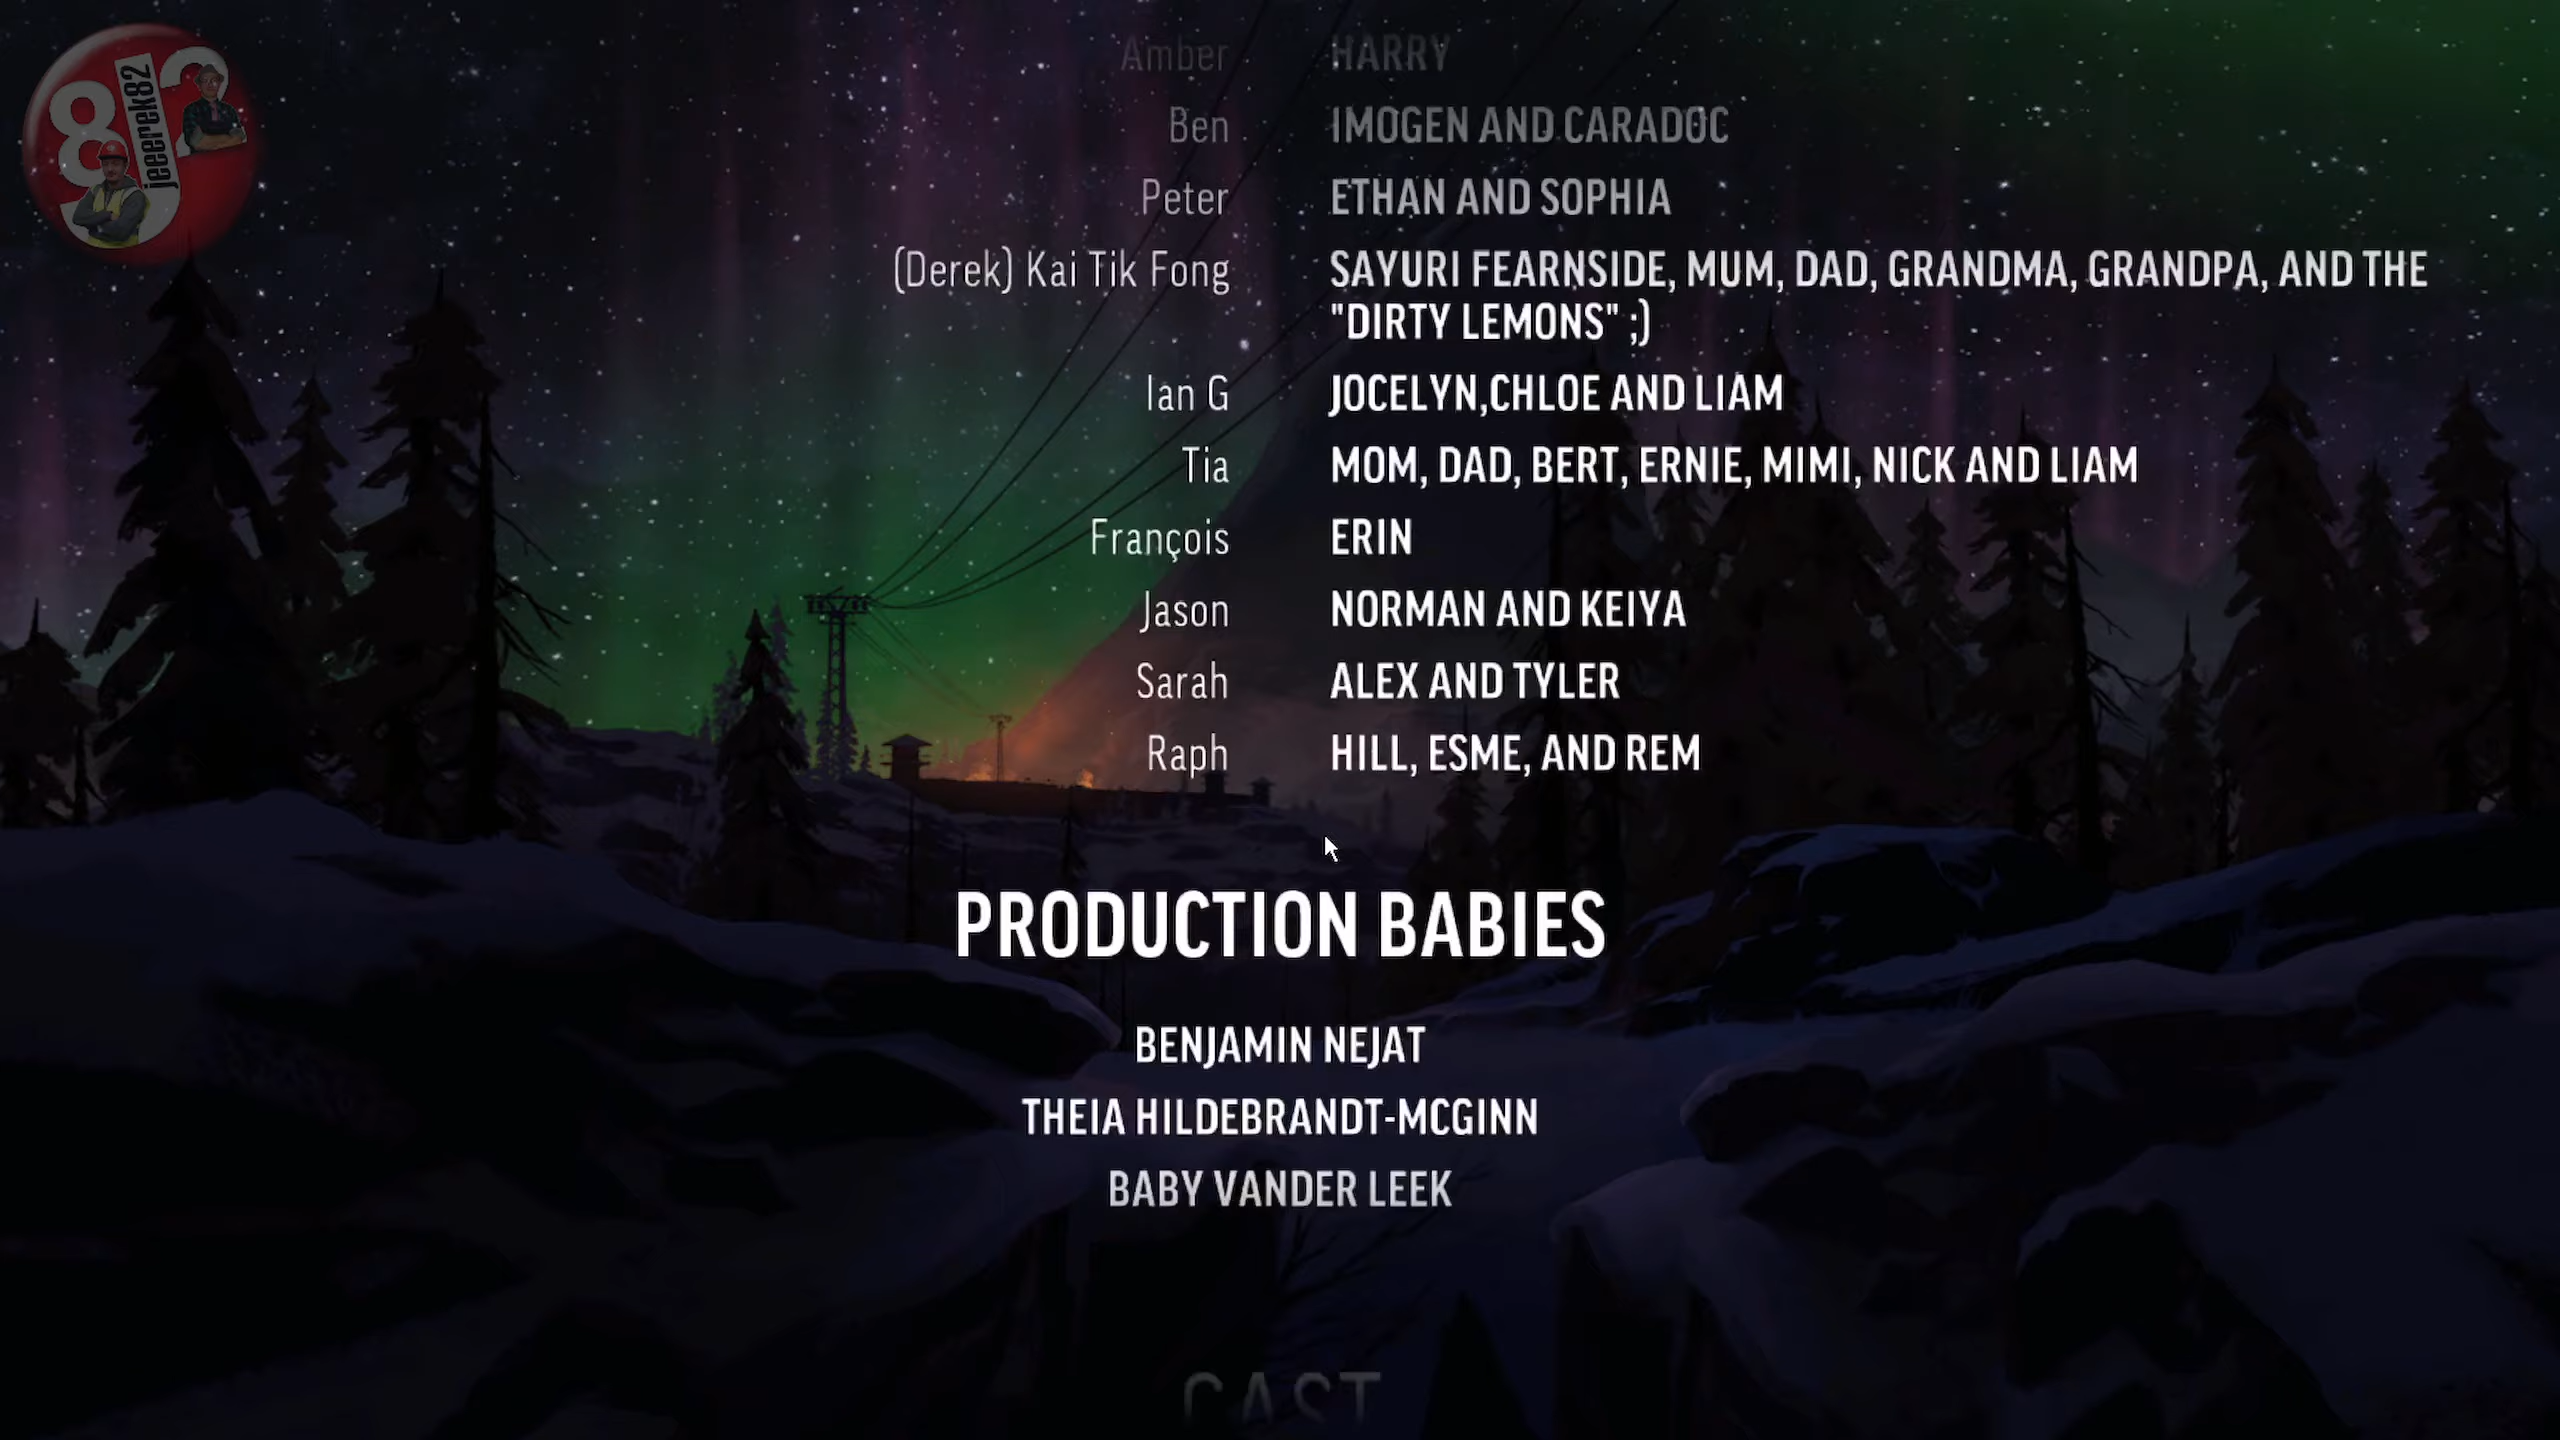 82
jeeerek82
Amber HARRY
Ben IMOGEN AND CARADOC
Peter ETHAN AND SOPHIA
(Derek) Kai Tik Fong SAYURI FEARNSIDE, MUM, DAD, GRANDMA, GRANDPA, AND THE
"DIRTY LEMONS" ;)
Ian G JOCELYN,CHLOE AND LIAM
Tia MOM, DAD, BERT, ERNIE, MIMI, NICK AND LIAM
François ERIN
Jason NORMAN AND KEIYA
Sarah ALEX AND TYLER
Raph HILL, ESME, AND REM
PRODUCTION BABIES
BENJAMIN NEJAT
THEIA HILDEBRANDT-MCGINN
BABY VANDER LEEK
CAST